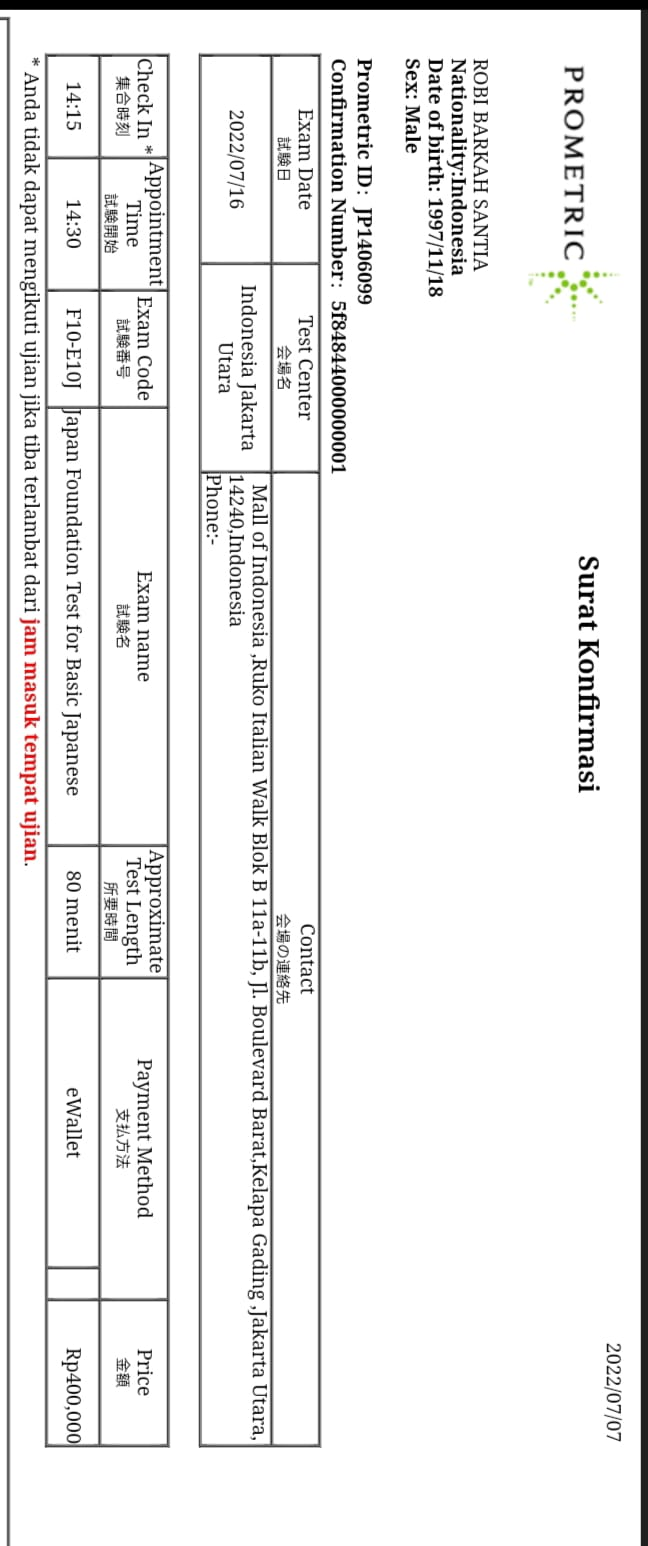 2022/07/07
PROMETRIC
Surat Konfirmasi
ROBI BARKAH SANTIA
Nationality:Indonesia
Date of birth: 1997/11/18
Sex: Male
Prometric ID: JP1406099
Confirmation Number: 5f84844000000001
Exam Date
試験日
Test Center
会場名
Contact
会場の連絡先
2022/07/16
Indonesia Jakarta
Utara
Mall of Indonesia ,Ruko Italian Walk Blok B 11a-11b, Jl. Boulevard Barat,Kelapa Gading ,Jakarta Utara,
14240,Indonesia
Phone:-
Check In *
集合時刻
Appointment
Time
試験開始
Exam Code
試験番号
Exam name
試験名
Approximate
Test Length
所要時間
Payment Method
支払方法
Price
金額
14:15
14:30
F10-E10J
Japan Foundation Test for Basic Japanese
80 menit
eWallet
Rp400,000
* Anda tidak dapat mengikuti ujian jika tiba terlambat dari jam masuk tempat ujian.